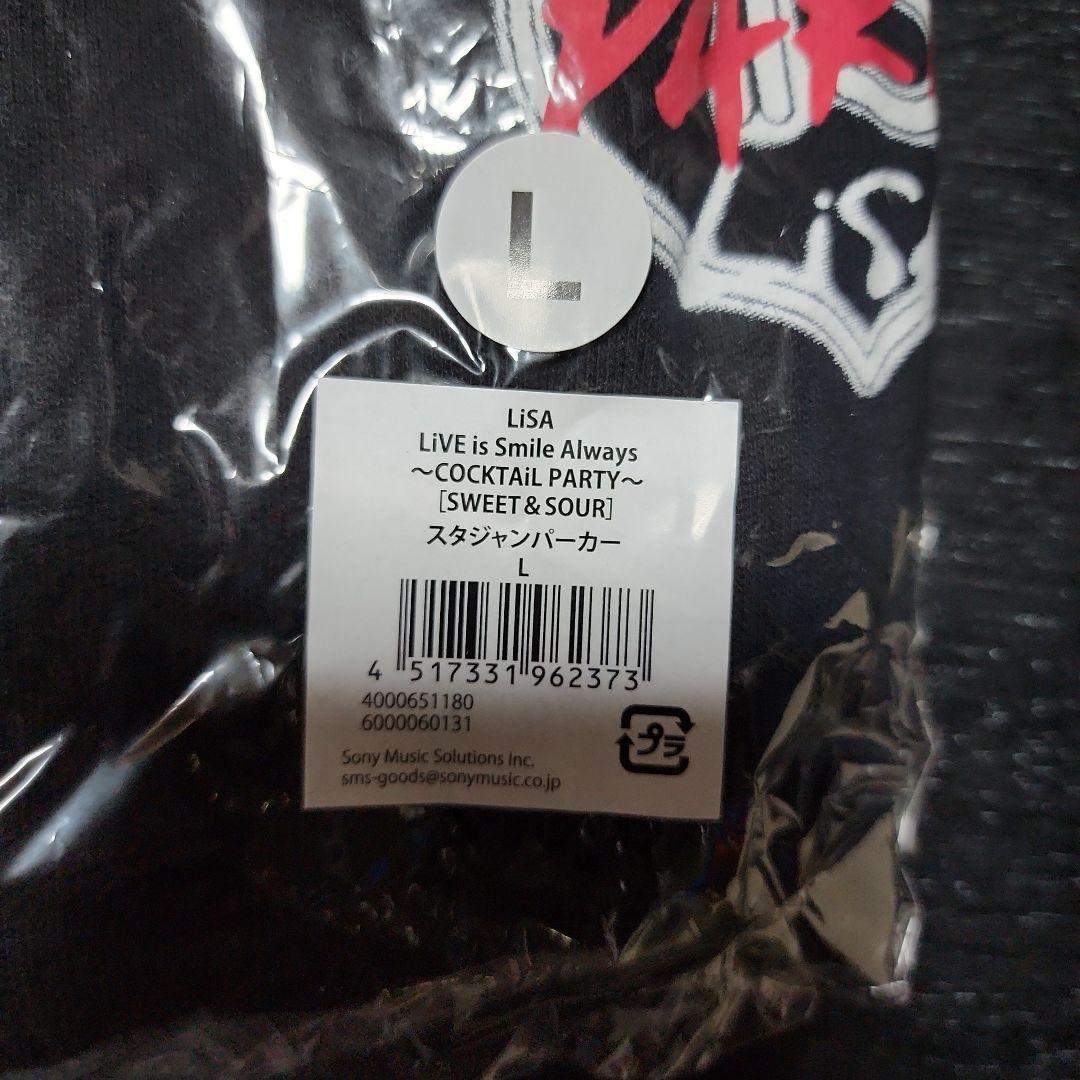 LiS
L
LiSA
LiVE is Smile Always
～COCKTAiL PARTY～
［SWEET＆SOUR］
スタジャンパーカー
L
4 517331 962373
4000651180
6000060131
プラ
Sony Music Solutions Inc.
sms-goods@sonymusic.co.jp